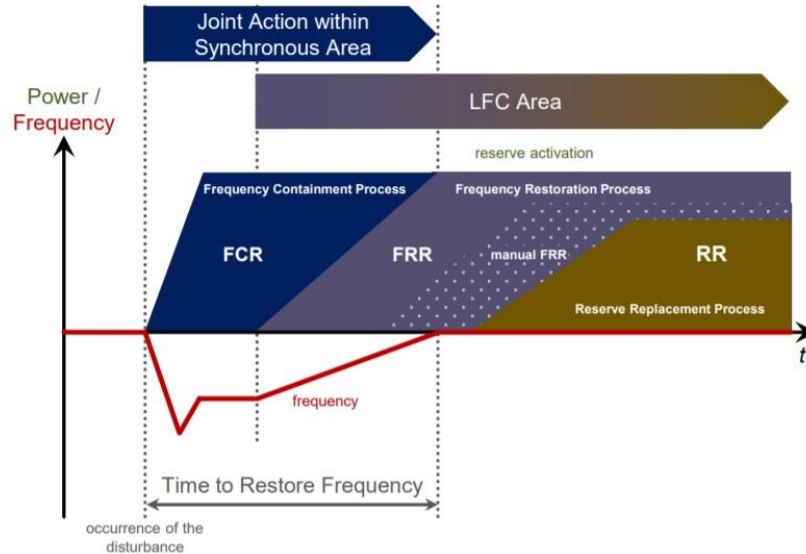 Joint Action within
Synchronous Area
LFC Area
Power /
Frequency
reserve activation
Frequency Containment Process
Frequency Restoration Process
FCR
FRR
manual FRR
RR
Reserve Replacement Process
t
frequency
Time to Restore Frequency
occurrence of the
disturbance